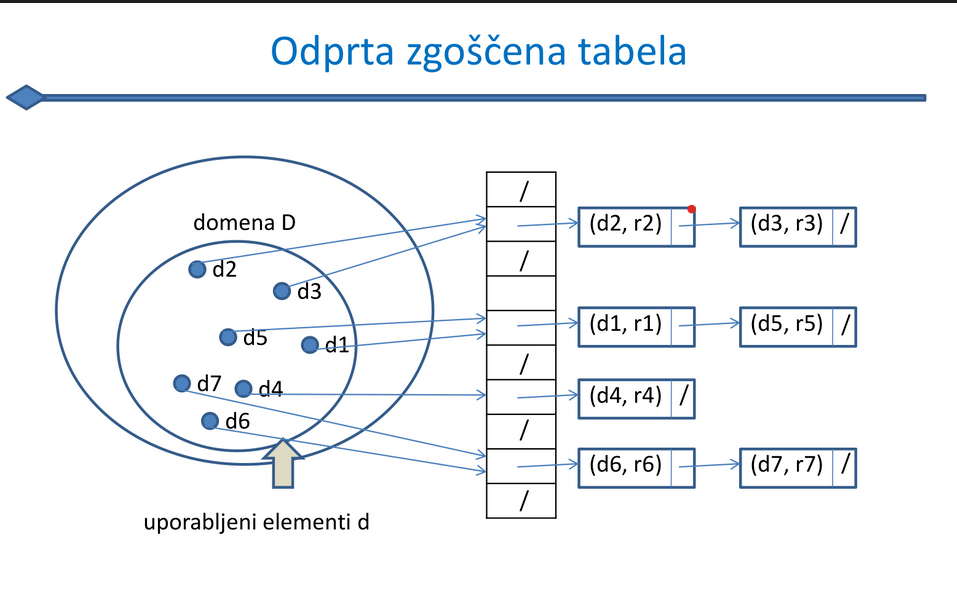 Odprta zgoščena tabela
domena D
d2
d3
d5
d1
d7
d4
d6
uporabljeni elementi d
/
(d2, r2)
(d3, r3) /
/
(d1, r1)
(d5, r5) /
/
(d4, r4) /
/
(d6, r6)
(d7, r7) /
/